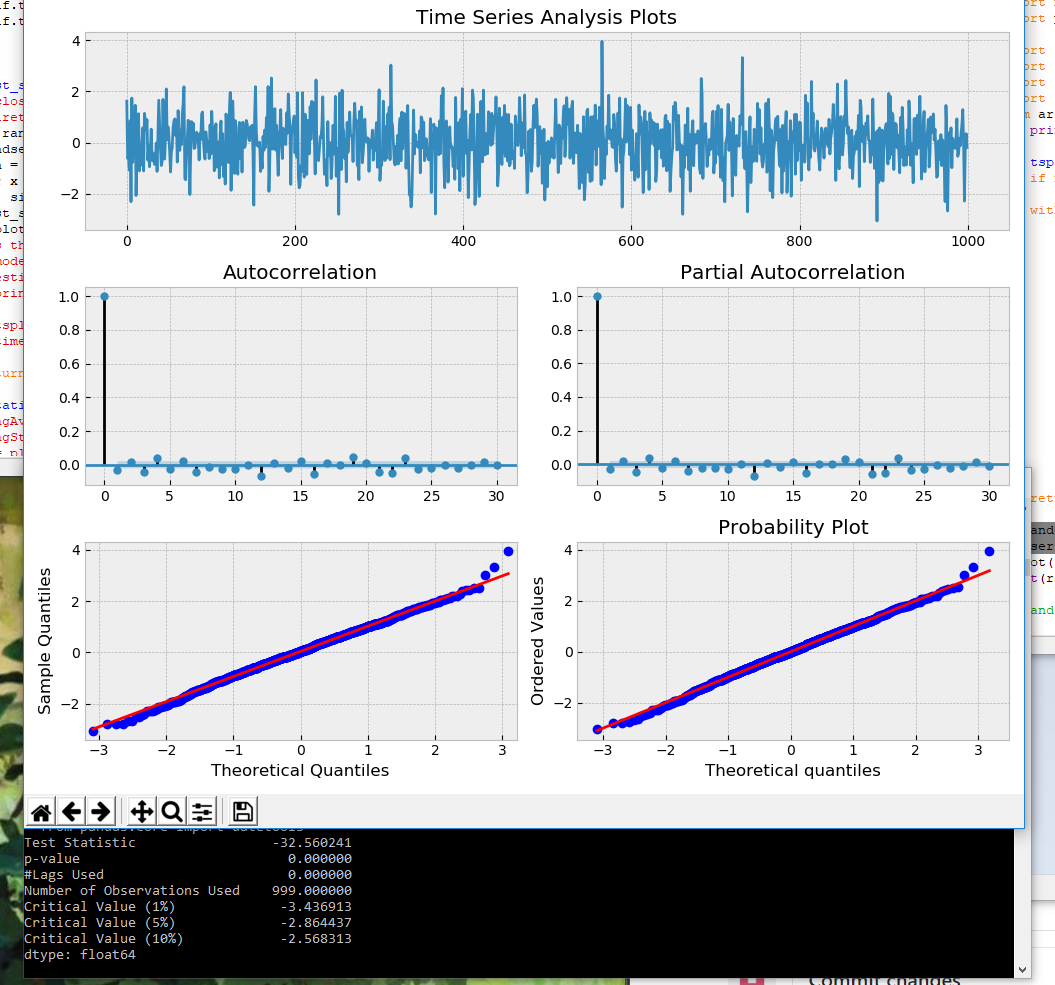 Time Series Analysis Plots
4
2
0
−2
0 200 400 600 800 1000
Autocorrelation
Partial Autocorrelation
1.0
0.8
0.6
0.4
0.2
0.0
0 5 10 15 20 25 30
1.0
0.8
0.6
0.4
0.2
0.0
0 5 10 15 20 25 30
Probability Plot
Sample Quantiles
4
2
0
−2
−3 −2 −1 0 1 2 3
Theoretical Quantiles
Ordered Values
4
2
0
−2
−3 −2 −1 0 1 2 3
Theoretical quantiles
Test Statistic -32.560241
p-value 0.000000
#Lags Used 0.000000
Number of Observations Used 999.000000
Critical Value (1%) -3.436913
Critical Value (5%) -2.864437
Critical Value (10%) -2.568313
dtype: float64
Commit changes